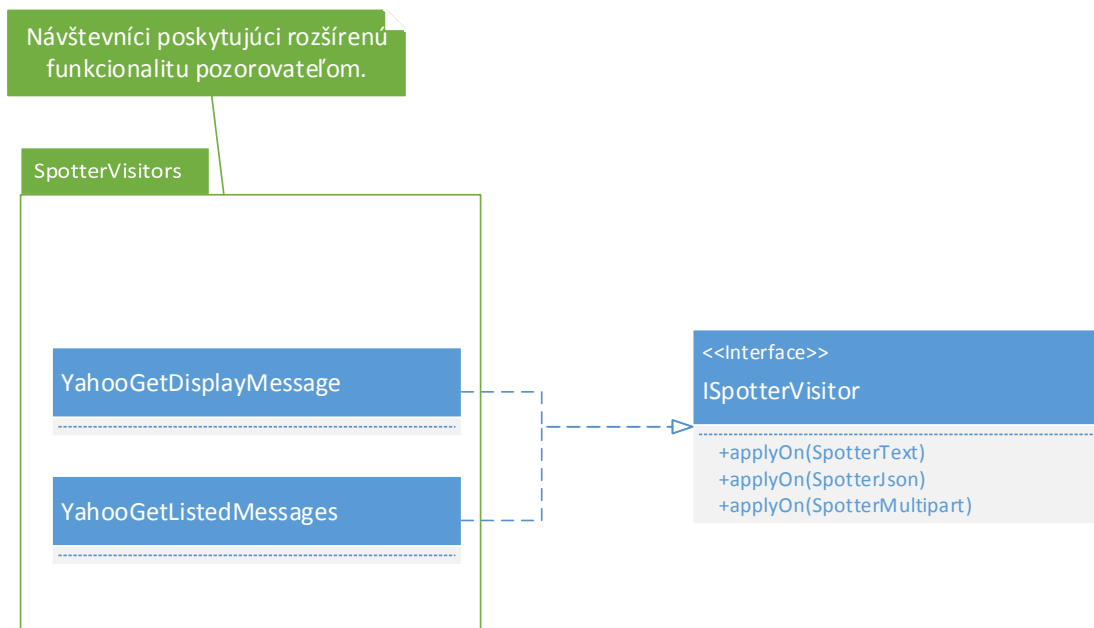 Návštevníci poskytujúci rozšírenú
funkcionalitu pozorovateľom.
SpotterVisitors
YahooGetDisplayMessage
YahooGetListedMessages
<<Interface>>
ISpotterVisitor
+applyOn(SpotterText)
+applyOn(SpotterJson)
+applyOn(SpotterMultipart)